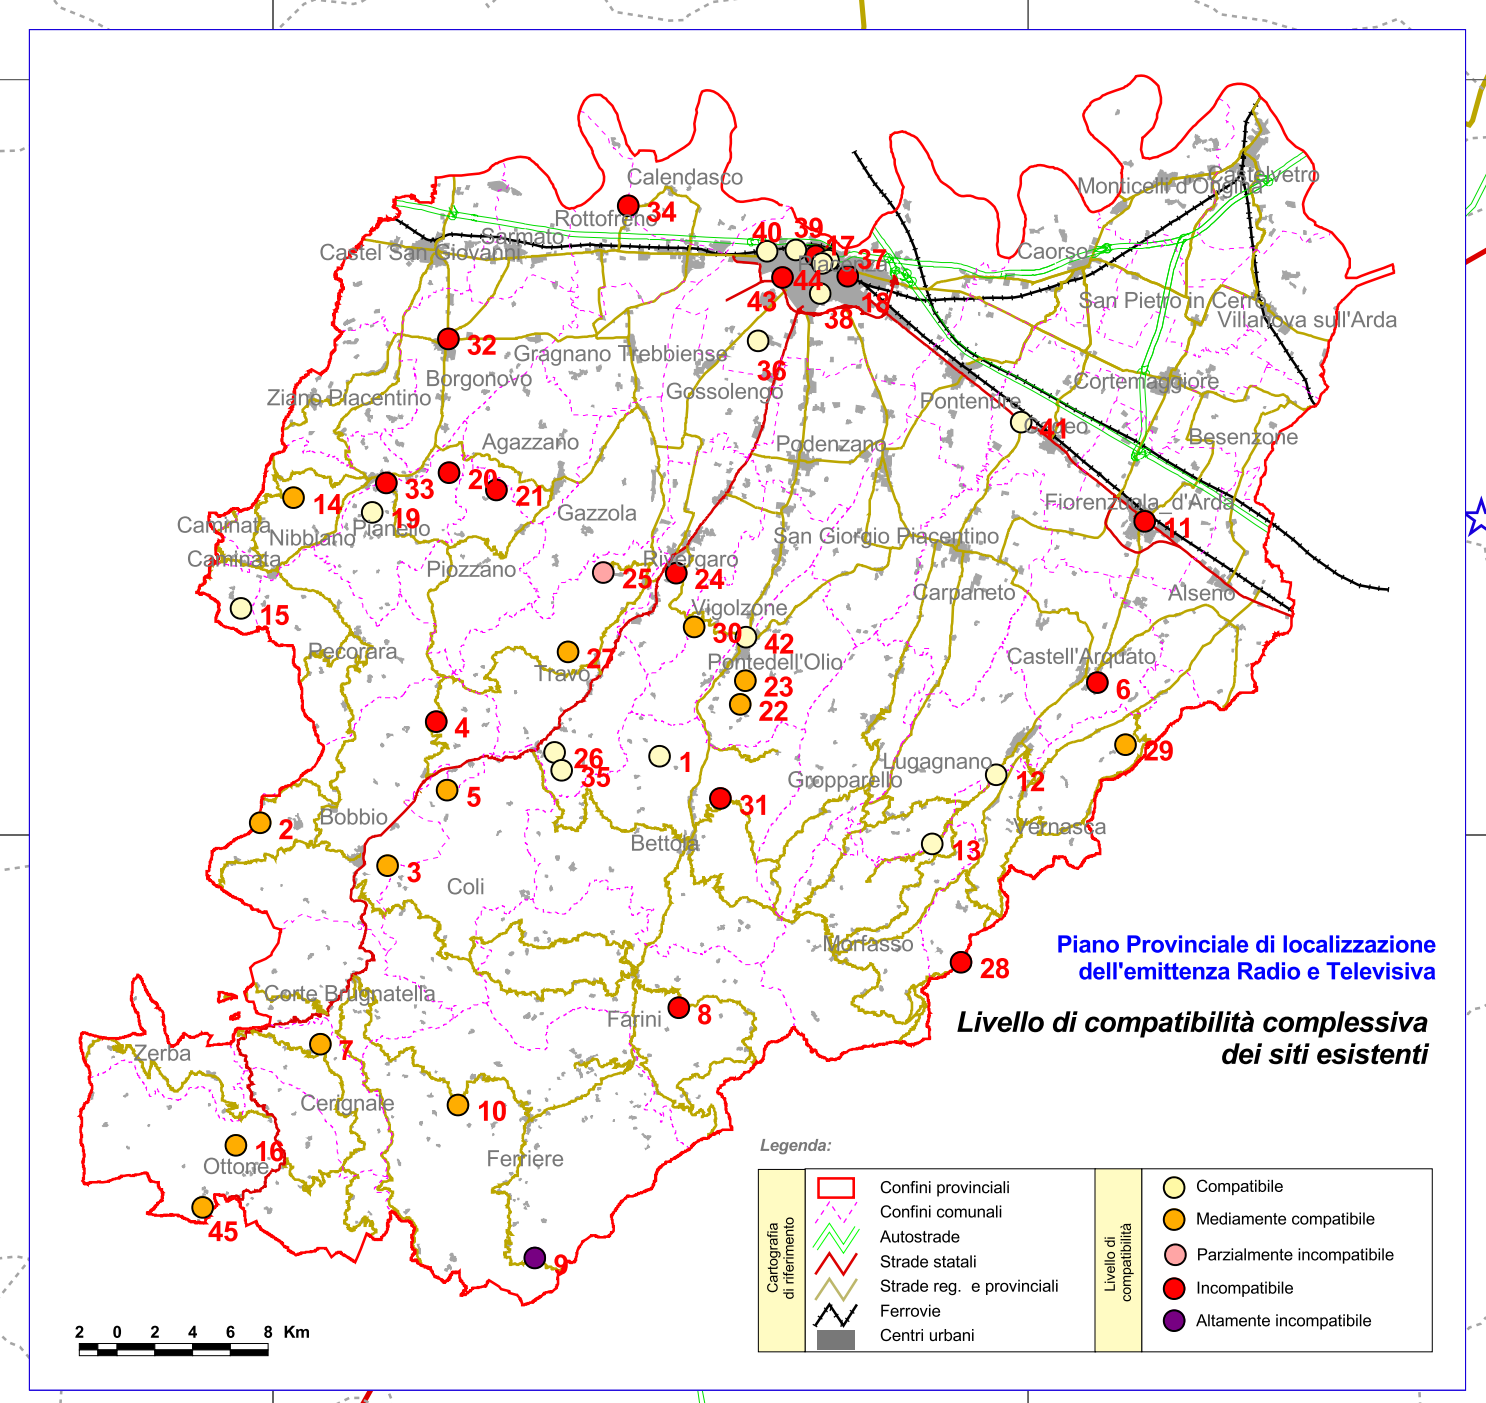 Calendasco
34
Rottofreno
Sarmato
Castel San Giovanni
40
39
17
37
Piacenza
44
43
18
38
Monticelli d'Ongina
Castelvetro
Caorso
San Pietro in Cerro
Villanova sull'Arda
32
Gragnano Trebbiense
36
Borgonovo
Gossolengo
Ziano Piacentino
Cortemaggiore
Pontenure
Cadeo
41
Besenzone
Agazzano
Podenzano
20
21
33
14
19
Gazzola
Pianello
Caminata
Nibbiano
Caminata
Fiorenzuola_d'Arda
11
San Giorgio Piacentino
Rivergaro
Piozzano
25
24
Carpaneto
Alseno
15
Vigolzone
30
42
Pecorara
27
Travo
Pontedell'Olio
23
22
Castell'Arquato
6
4
29
26
35
1
Lugagnano
12
Gropparello
5
31
Bobbio
2
Bettola
Vernasca
13
3
Coli
Morfasso
28
Piano Provinciale di localizzazione
dell'emittenza Radio e Televisiva
Corte Brugnatella
Farini
8
Livello di compatibilità complessiva
dei siti esistenti
Zerba
7
Cerignale
10
16
Ottone
Ferriere
45
9
Legenda:
Cartografia
di riferimento
Confini provinciali
Confini comunali
Autostrade
Strade statali
Strade reg. e provinciali
Ferrovie
Centri urbani
Livello di
compatibilità
Compatibile
Mediamente compatibile
Parzialmente incompatibile
Incompatibile
Altamente incompatibile
2 0 2 4 6 8 Km